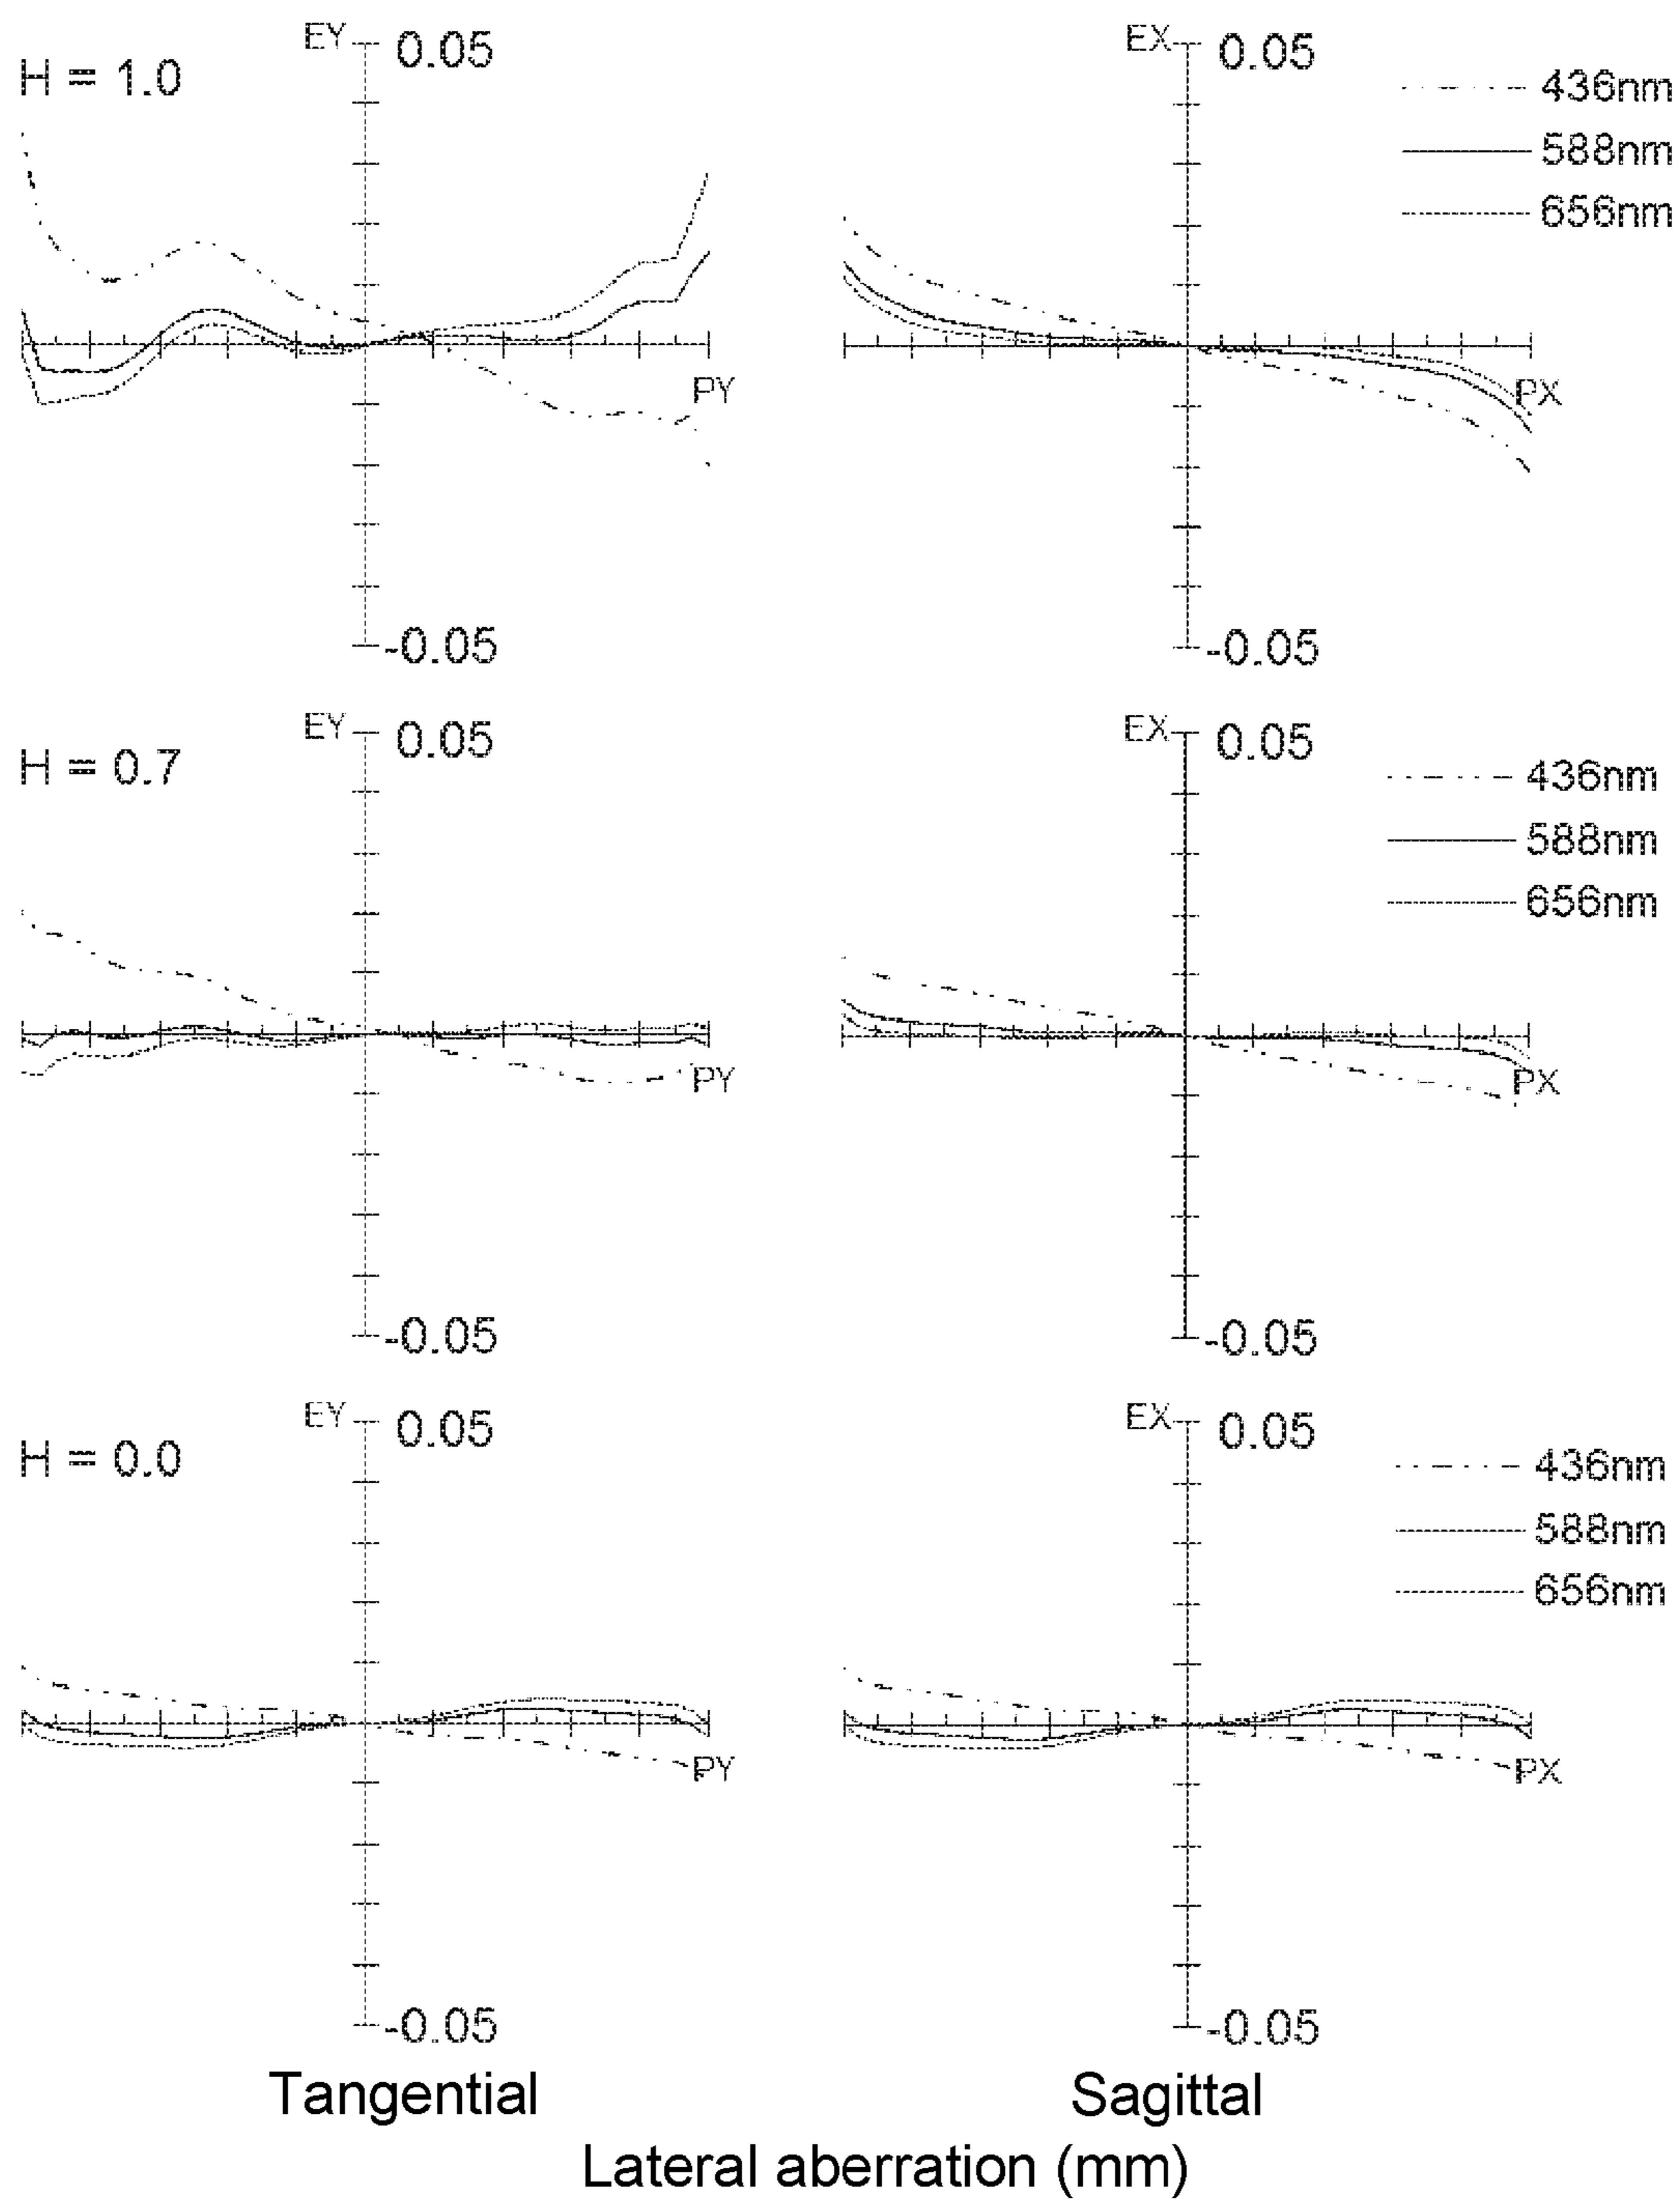 EY 0.05 EX 0.05
H = 1.0 436nm
588nm
656nm
PY PX
-0.05 -0.05
EY 0.05 EX 0.05
H = 0.7 436nm
588nm
656nm
PY PX
-0.05 -0.05
EY 0.05 EX 0.05
H = 0.0 436nm
588nm
656nm
PY PX
-0.05 -0.05
Tangential Sagittal
Lateral aberration (mm)